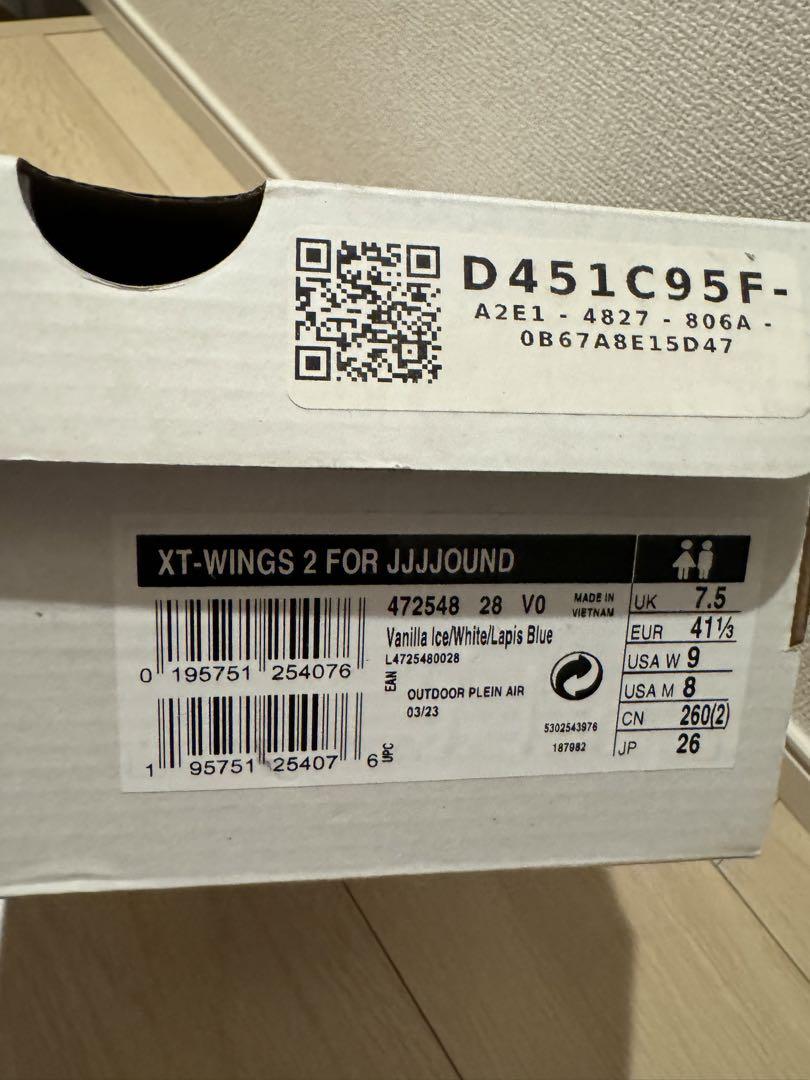 D451C95F-
A2E1 - 4827 - 806A -
0B67A8E15D47
XT-WINGS 2 FOR JJJJOUND
472548 28 V0
MADE IN
VIETNAM
Vanilla Ice/White/Lapis Blue
L4725480028
0 195751 254076
EAN
OUTDOOR PLEIN AIR
03/23
1 95751 25407 6
UPC
5302543976
187982
UK 7.5
EUR 41⅓
USA W 9
USA M 8
CN 260(2)
JP 26